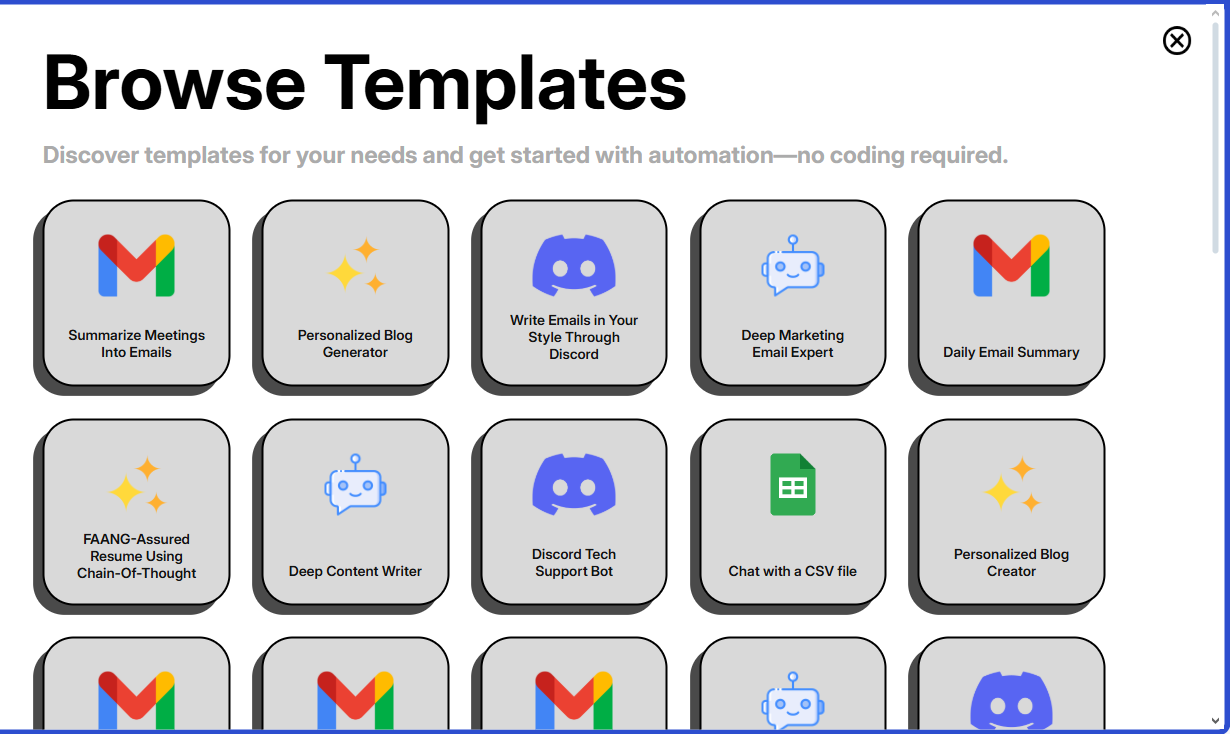 Browse Templates
Discover templates for your needs and get started with automation—no coding required.
Summarize Meetings
Into Emails
Personalized Blog
Generator
Write Emails in Your
Style Through
Discord
Deep Marketing
Email Expert
Daily Email Summary
FAANG-Assured
Resume Using
Chain-Of-Thought
Deep Content Writer
Discord Tech
Support Bot
Chat with a CSV file
Personalized Blog
Creator